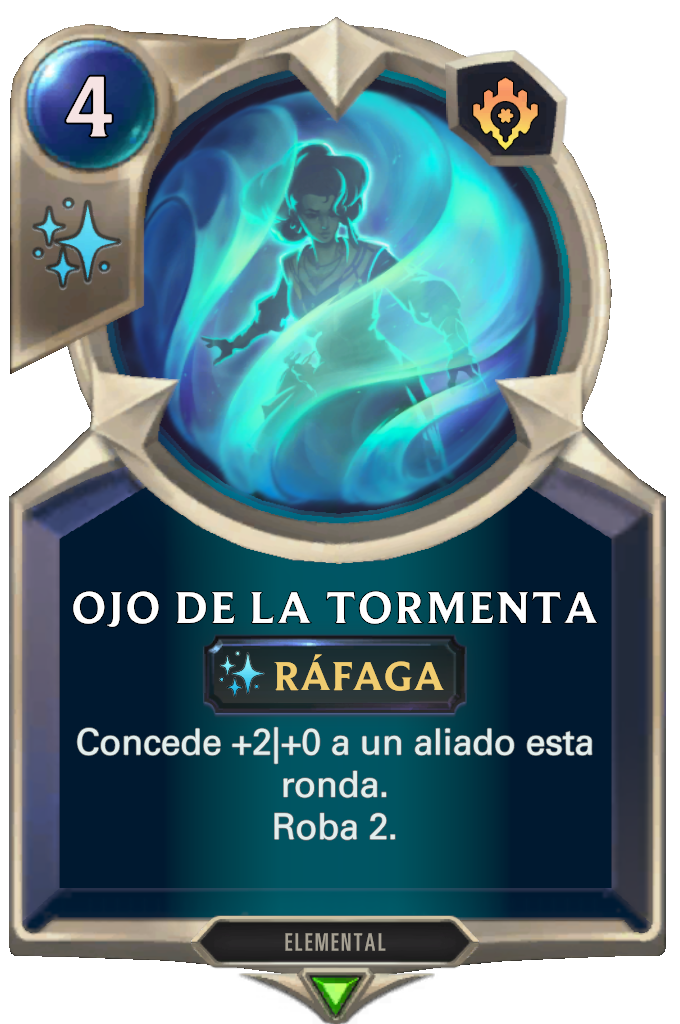 4
OJO DE LA TORMENTA
RÁFAGA
Concede +2|+0 a un aliado esta
ronda.
Roba 2.
ELEMENTAL